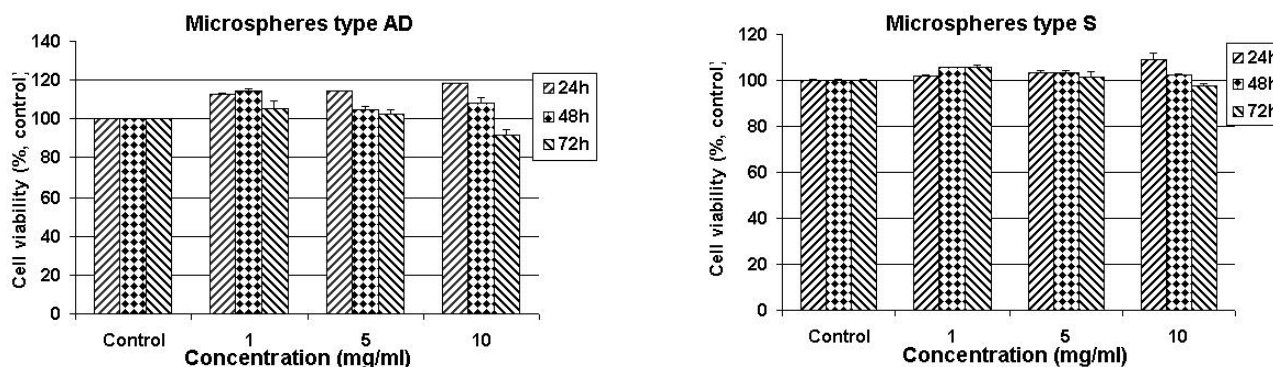 Microspheres type AD
Cell viability (%, control)
140
120
100
80
60
40
20
0
Control 1 5 10
Concentration (mg/ml)
24h
48h
72h
Microspheres type S
Cell viability (%, control)
120
100
80
60
40
20
0
Control 1 5 10
Concentration (mg/ml)
24h
48h
72h